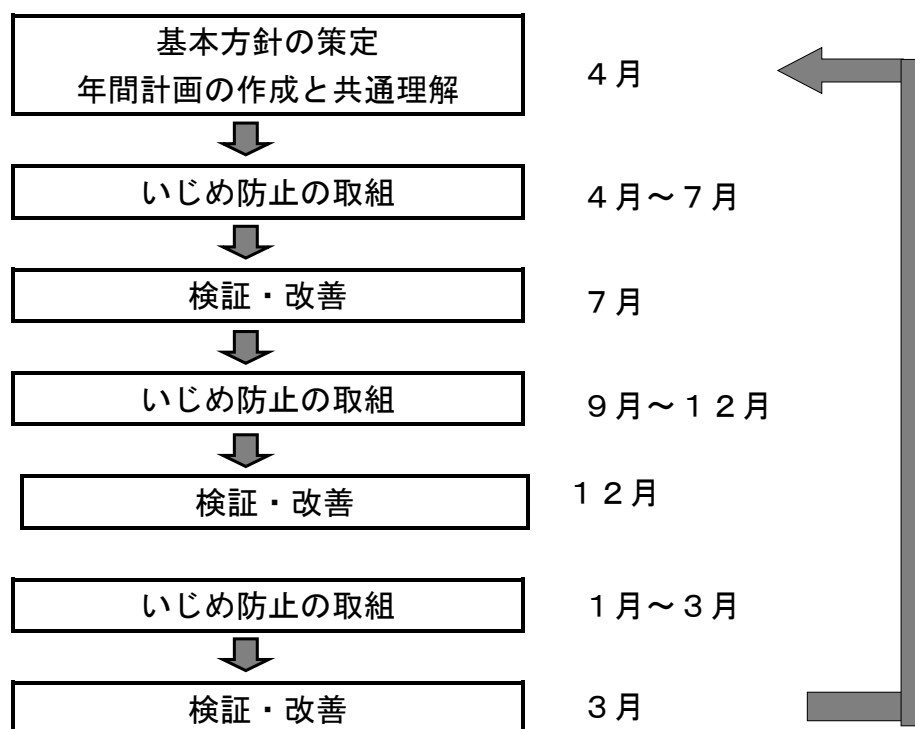 基本方針の策定
年間計画の作成と共通理解
４月
いじめ防止の取組
４月～７月
検証・改善
７月
いじめ防止の取組
９月～１２月
検証・改善
１２月
いじめ防止の取組
１月～３月
検証・改善
３月